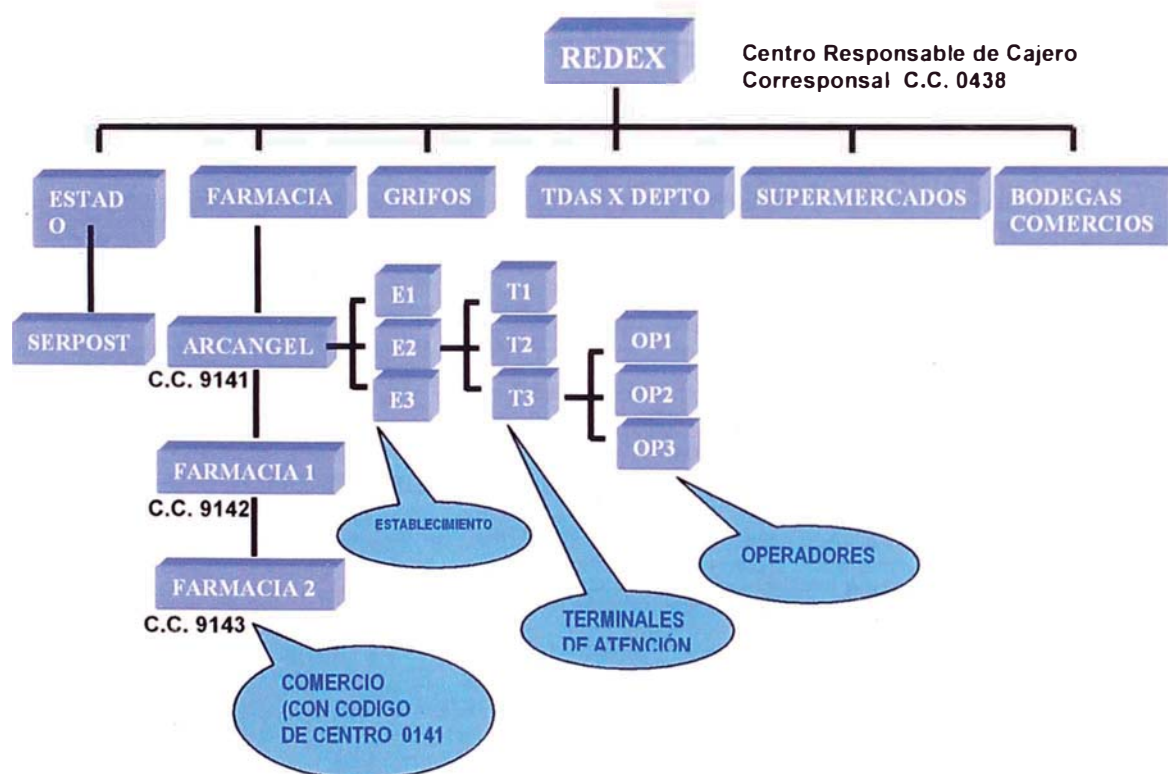 REDEX
Centro Responsable de Cajero
Corresponsal C.C. 0438
ESTAD
O
FARMACIA
GRIFOS
TDAS X DEPTO
SUPERMERCADOS
BODEGAS
COMERCIOS
SERPOST
ARCANGEL
C.C. 9141
E1
E2
E3
T1
T2
T3
OP1
OP2
OP3
FARMACIA 1
C.C. 9142
ESTABLECIMIENTO
OPERADORES
FARMACIA 2
C.C. 9143
TERMINALES
DE ATENCIÓN
COMERCIO
(CON CODIGO
DE CENTRO 0141